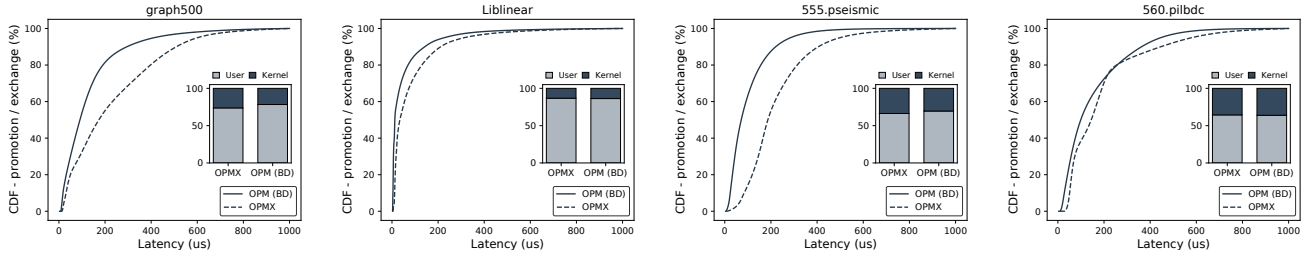 graph500
CDF - promotion / exchange (%)
100
80
60
40
20
0
User
Kernel
100
50
0
OPMX
OPM (BD)
OPM (BD)
OPMX
0
200
400
600
800
1000
Latency (us)
Liblinear
CDF - promotion / exchange (%)
100
80
60
40
20
0
User
Kernel
100
50
0
OPMX
OPM (BD)
OPM (BD)
OPMX
0
200
400
600
800
1000
Latency (us)
555.pseismic
CDF - promotion / exchange (%)
100
80
60
40
20
0
User
Kernel
100
50
0
OPMX
OPM (BD)
OPM (BD)
OPMX
0
200
400
600
800
1000
Latency (us)
560.pilbdc
CDF - promotion / exchange (%)
100
80
60
40
20
0
User
Kernel
100
50
0
OPMX
OPM (BD)
OPM (BD)
OPMX
0
200
400
600
800
1000
Latency (us)